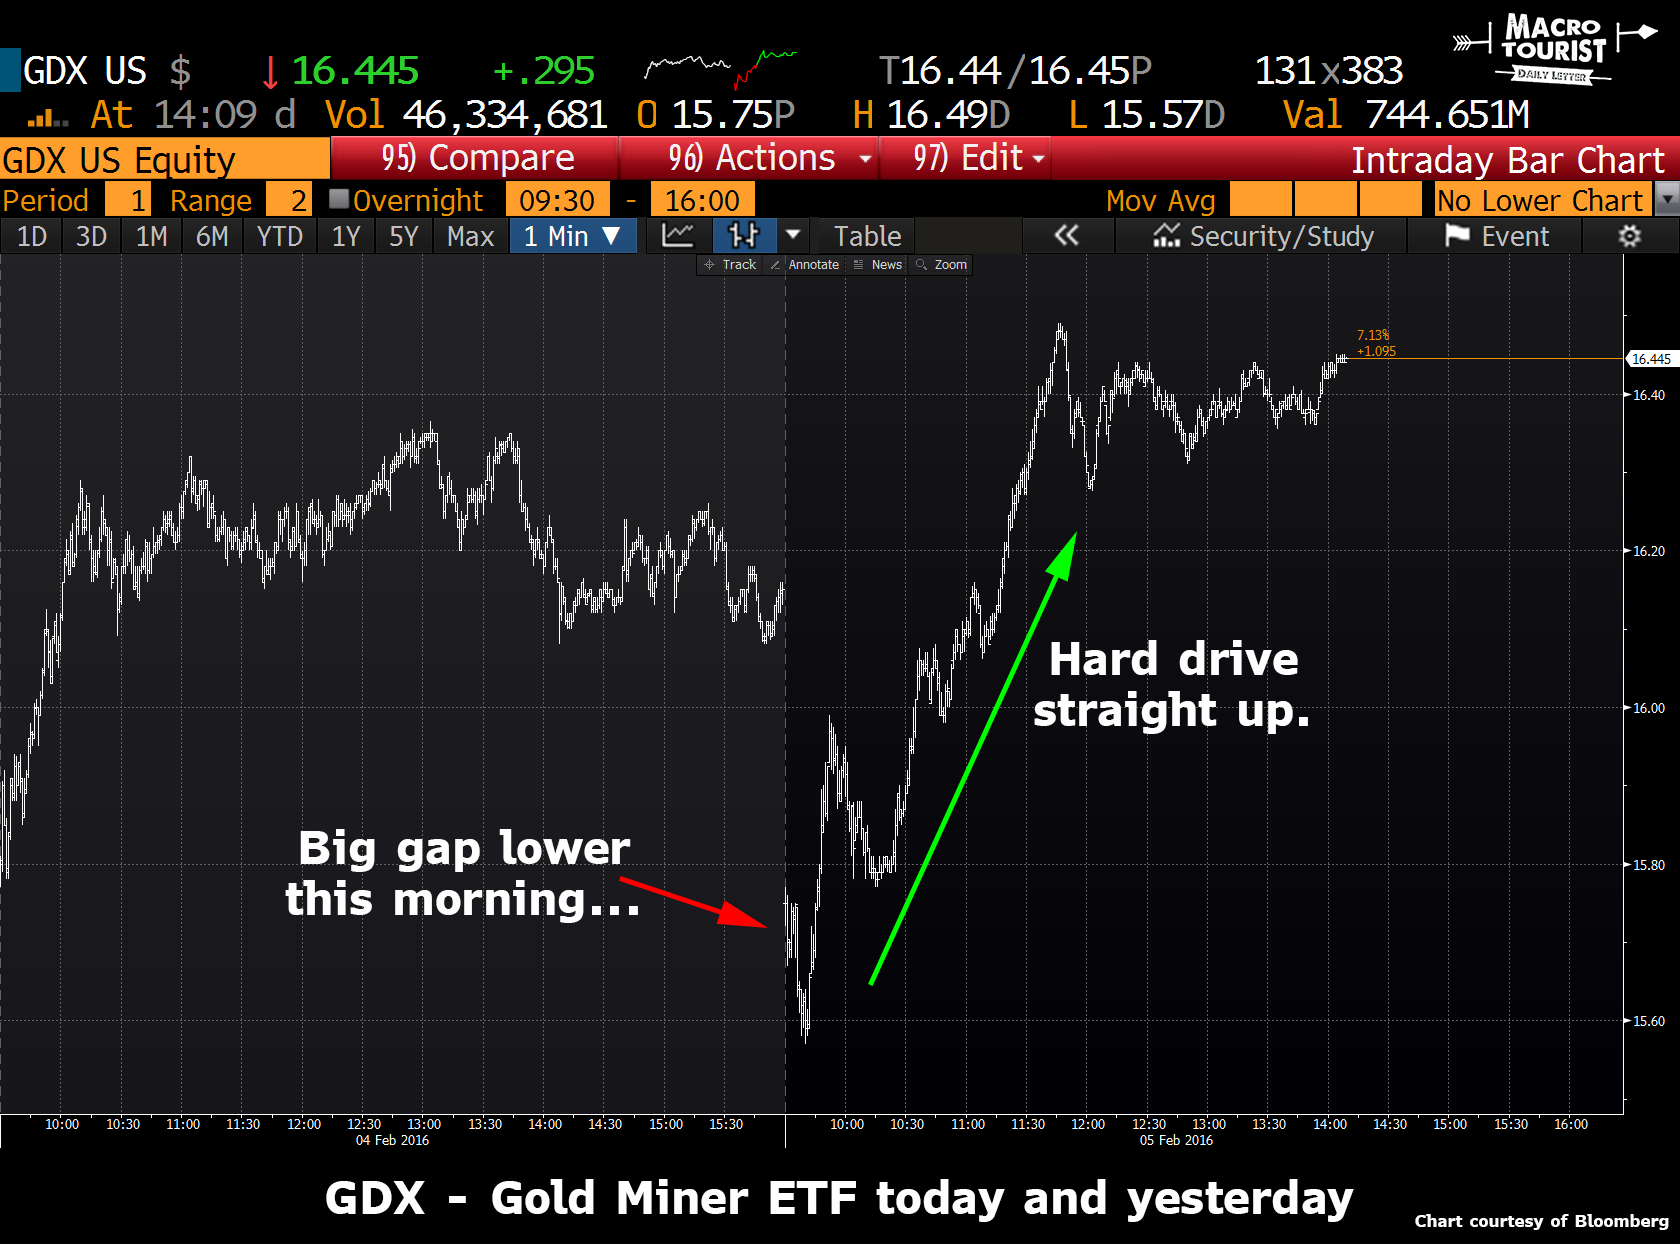 GDX US $ ↓ 16.445 +.295 T16.44/16.45P 131x383
MACRO
TOURIST
DAILY LETTER
At 14:09 d Vol 46,334,681 O 15.75P H 16.49D L 15.57D Val 744.651M
GDX US Equity 95) Compare 96) Actions 97) Edit Intraday Bar Chart
Period 1 Range 2 Overnight 09:30 - 16:00 Mov Avg No Lower Chart
1D 3D 1M 6M YTD 1Y 5Y Max 1 Min ▼ Table « Security/Study Event
Track Annotate News Zoom
7.13%
+1.095
16.445
16.40
16.20
16.00
15.80
15.60
Hard drive
straight up.
Big gap lower
this morning...
10:00 10:30 11:00 11:30 12:00 12:30 13:00 13:30 14:00 14:30 15:00 15:30 10:00 10:30 11:00 11:30 12:00 12:30 13:00 13:30 14:00 14:30 15:00 15:30 16:00
04 Feb 2016 05 Feb 2016
GDX - Gold Miner ETF today and yesterday
Chart courtesy of Bloomberg